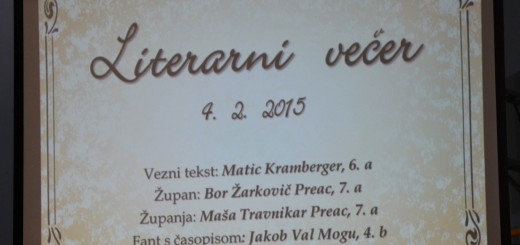 Literarni večer
4. 2. 2015
Vezni tekst: Matic Kramberger, 6. a
Župan: Bor Žarkovič Preac, 7. a
Županja: Maša Travnikar Preac, 7. a
Fant s časopisom: Jakob Val Mogu, 4. b